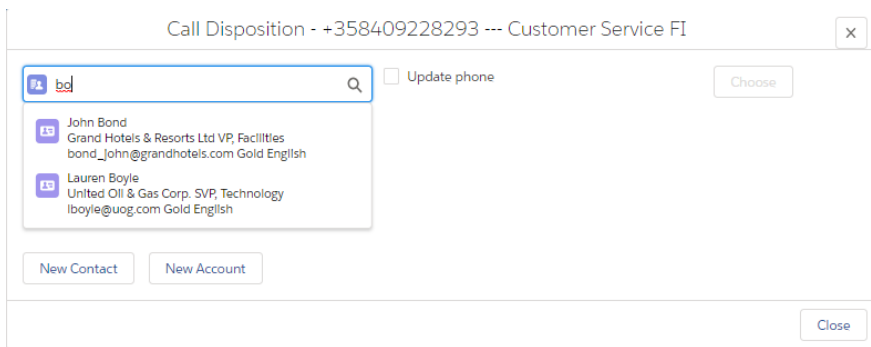 Call Disposition - +358409228293 --- Customer Service FI
bo
Update phone
Choose
John Bond
Grand Hotels & Resorts Ltd VP, Facilities
bond_john@grandhotels.com Gold English
Lauren Boyle
United Oil & Gas Corp. SVP, Technology
lboyle@uog.com Gold English
New Contact
New Account
Close